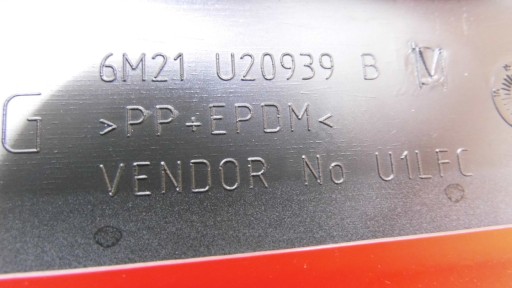 6M21 U20939 B V
G
>PP+EPDM<
VENDOR No U1LFC